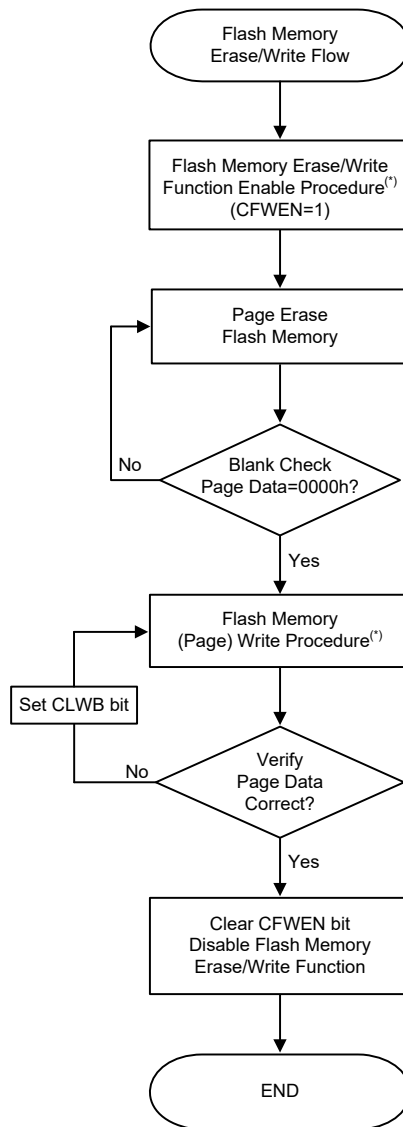 Flash Memory
Erase/Write Flow
Flash Memory Erase/Write
Function Enable Procedure(*)
(CFWEN=1)
Page Erase
Flash Memory
Blank Check
Page Data=0000h?
No
Yes
Flash Memory
(Page) Write Procedure(*)
Set CLWB bit
No
Verify
Page Data
Correct?
Yes
Clear CFWEN bit
Disable Flash Memory
Erase/Write Function
END